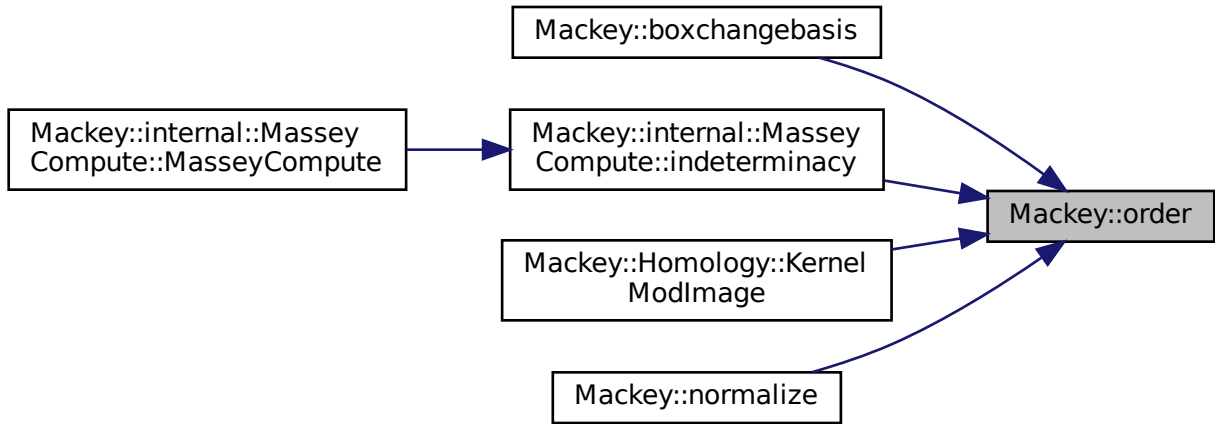 Mackey::boxchangebasis
Mackey::internal::Massey
Compute::MasseyCompute
Mackey::internal::Massey
Compute::indeterminacy
Mackey::order
Mackey::Homology::Kernel
ModImage
Mackey::normalize